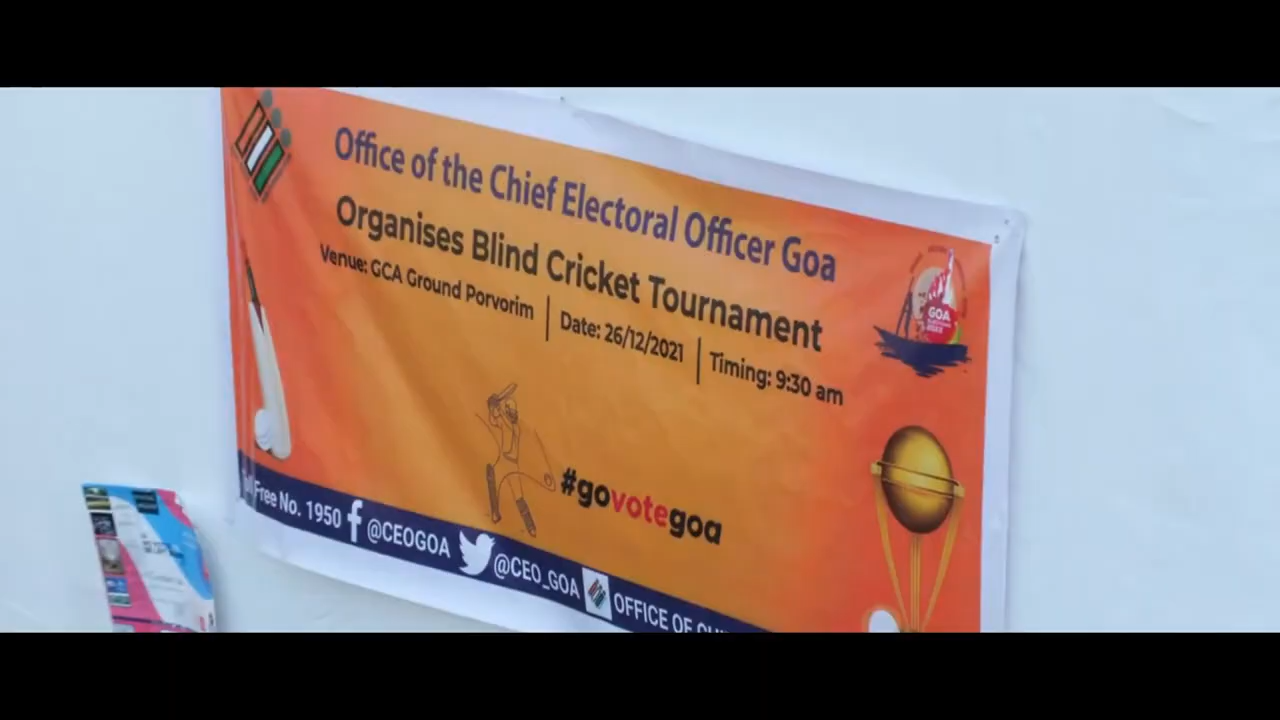 Office of the Chief Electoral Officer Goa
Organises Blind Cricket Tournament
Venue: GCA Ground Porvorim | Date: 26/12/2021 | Timing: 9:30 am
GOA
#govotegoa
Free No. 1950 @CEOGOA @CEO_GOA OFFICE OF